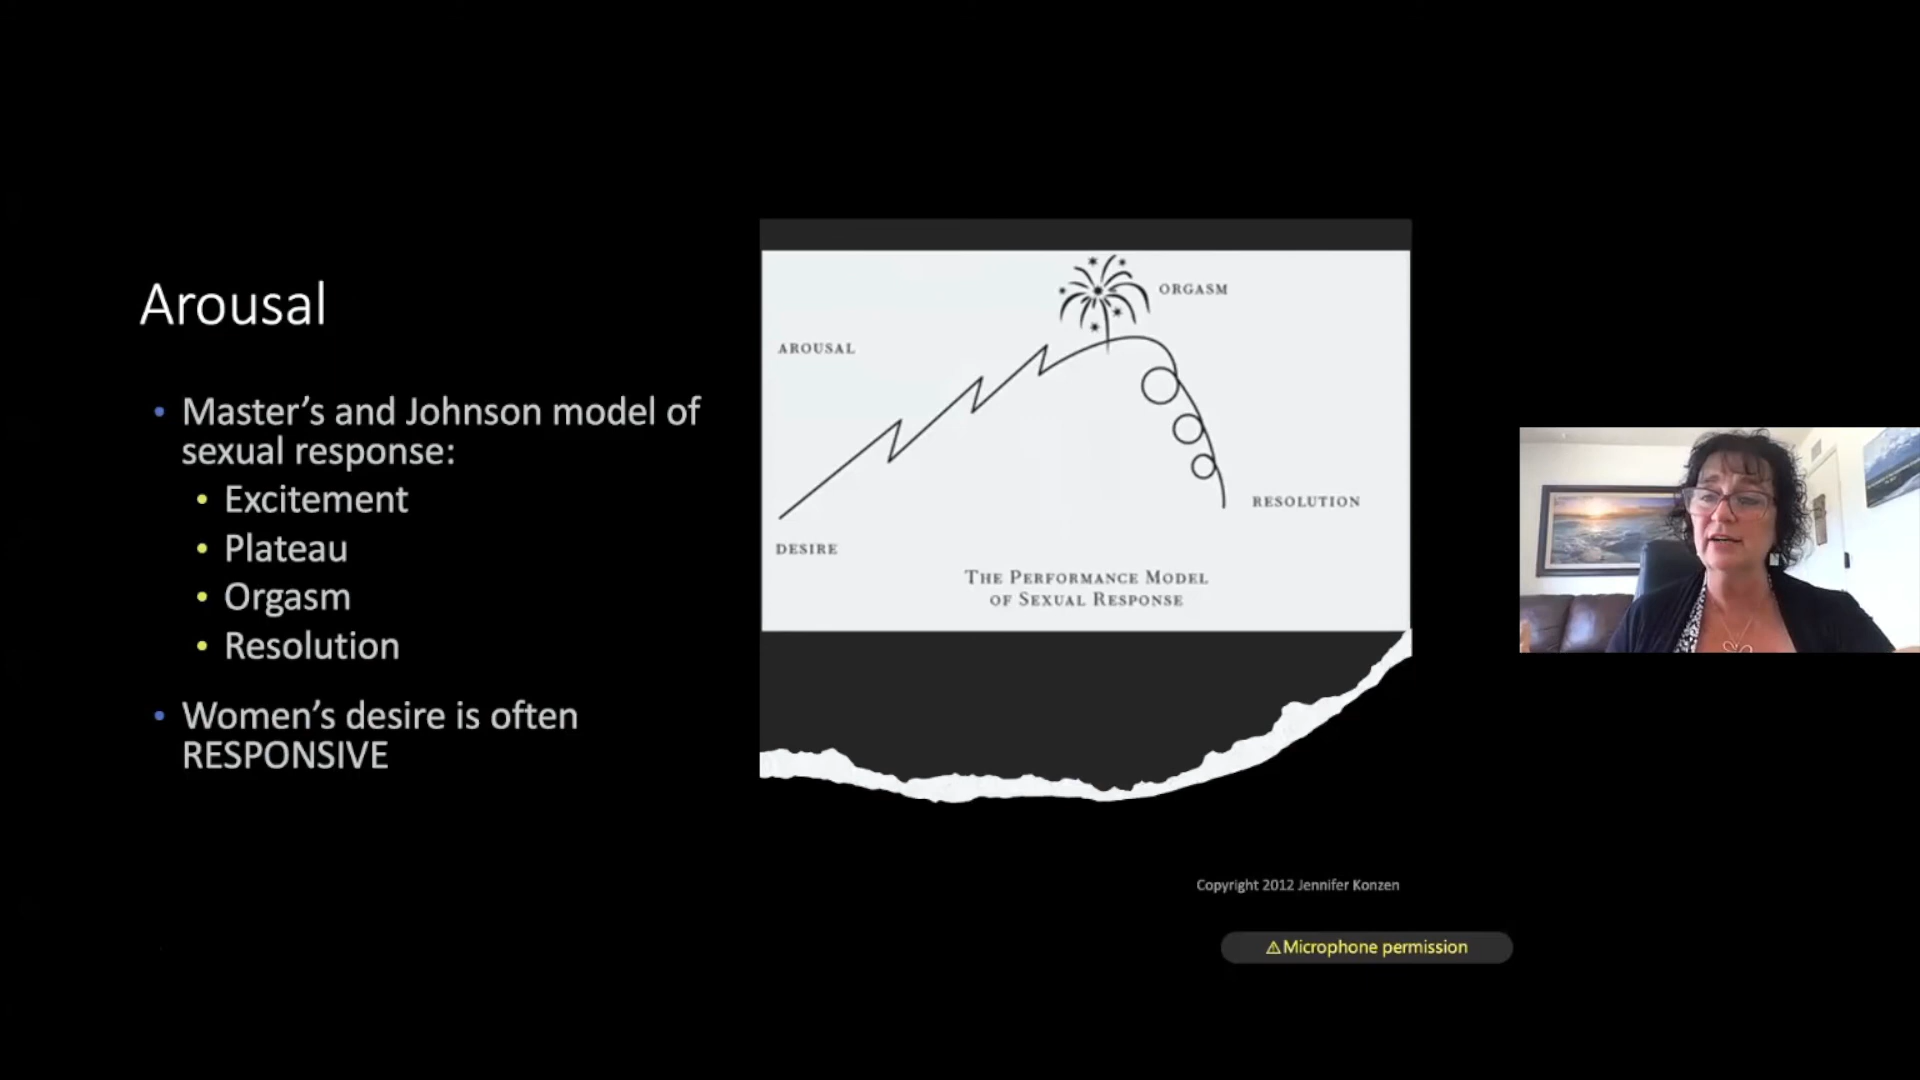 Arousal
• Master's and Johnson model of
sexual response:
• Excitement
• Plateau
• Orgasm
• Resolution
• Women's desire is often
RESPONSIVE
ORGASM
AROUSAL
RESOLUTION
DESIRE
THE PERFORMANCE MODEL
OF SEXUAL RESPONSE
Copyright 2012 Jennifer Konzen
⚠Microphone permission